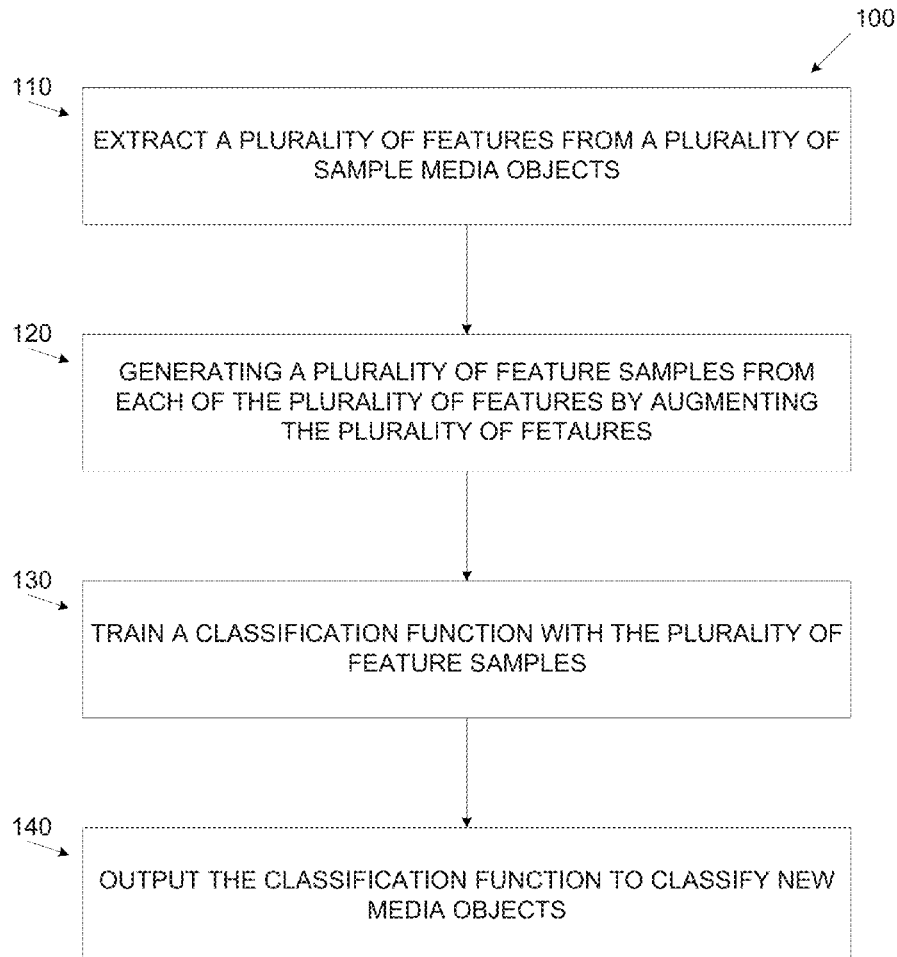 100
110
EXTRACT A PLURALITY OF FEATURES FROM A PLURALITY OF
SAMPLE MEDIA OBJECTS
120
GENERATING A PLURALITY OF FEATURE SAMPLES FROM
EACH OF THE PLURALITY OF FEATURES BY AUGMENTING
THE PLURALITY OF FETAURES
130
TRAIN A CLASSIFICATION FUNCTION WITH THE PLURALITY OF
FEATURE SAMPLES
140
OUTPUT THE CLASSIFICATION FUNCTION TO CLASSIFY NEW
MEDIA OBJECTS